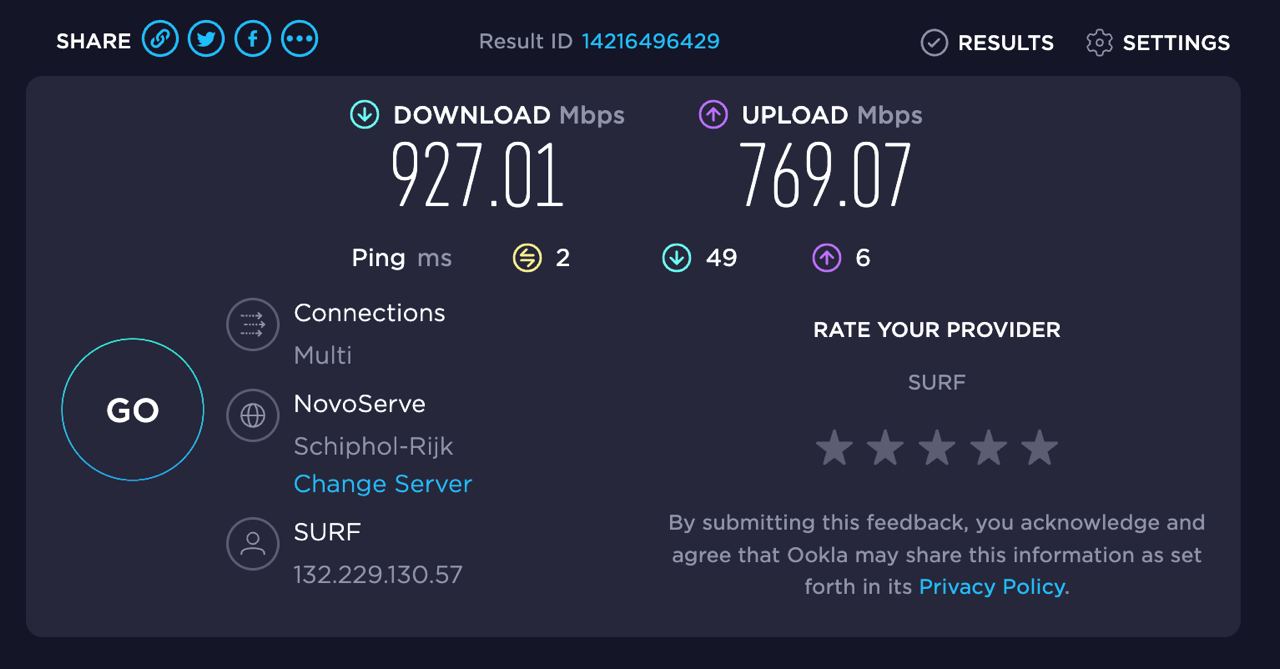 SHARE
Result ID 14216496429
RESULTS
SETTINGS
DOWNLOAD Mbps
927.01
UPLOAD Mbps
769.07
Ping ms 2 49 6
GO
Connections
Multi
NovoServe
Schiphol-Rijk
Change Server
SURF
132.229.130.57
RATE YOUR PROVIDER
SURF
By submitting this feedback, you acknowledge and
agree that Ookla may share this information as set
forth in its Privacy Policy.